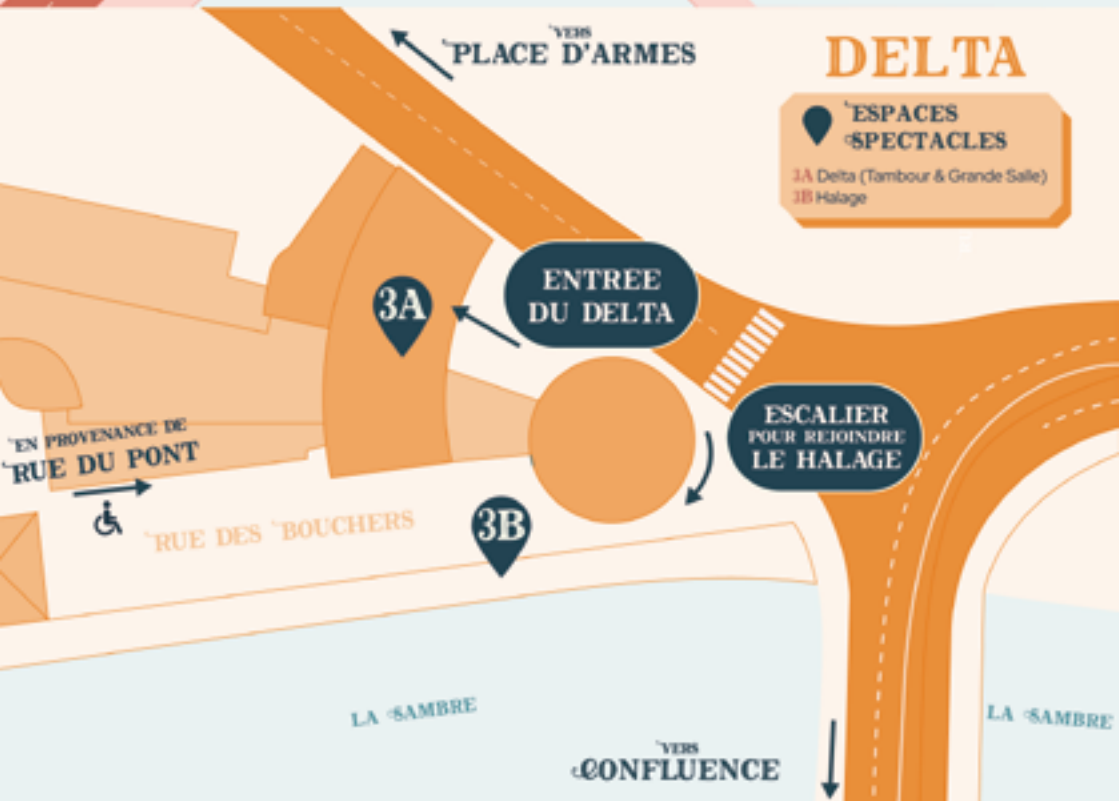 VERS
PLACE D'ARMES
DELTA
ESPACES
SPECTACLES
3A Delta (Tambour & Grande Salle)
3B Halage
ENTREE
DU DELTA
3A
ESCALIER
POUR REJOINDRE
LE HALAGE
EN PROVENANCE DE
RUE DU PONT
3B
RUE DES BOUCHERS
LA SAMBRE
LA SAMBRE
VERS
CONFLUENCE